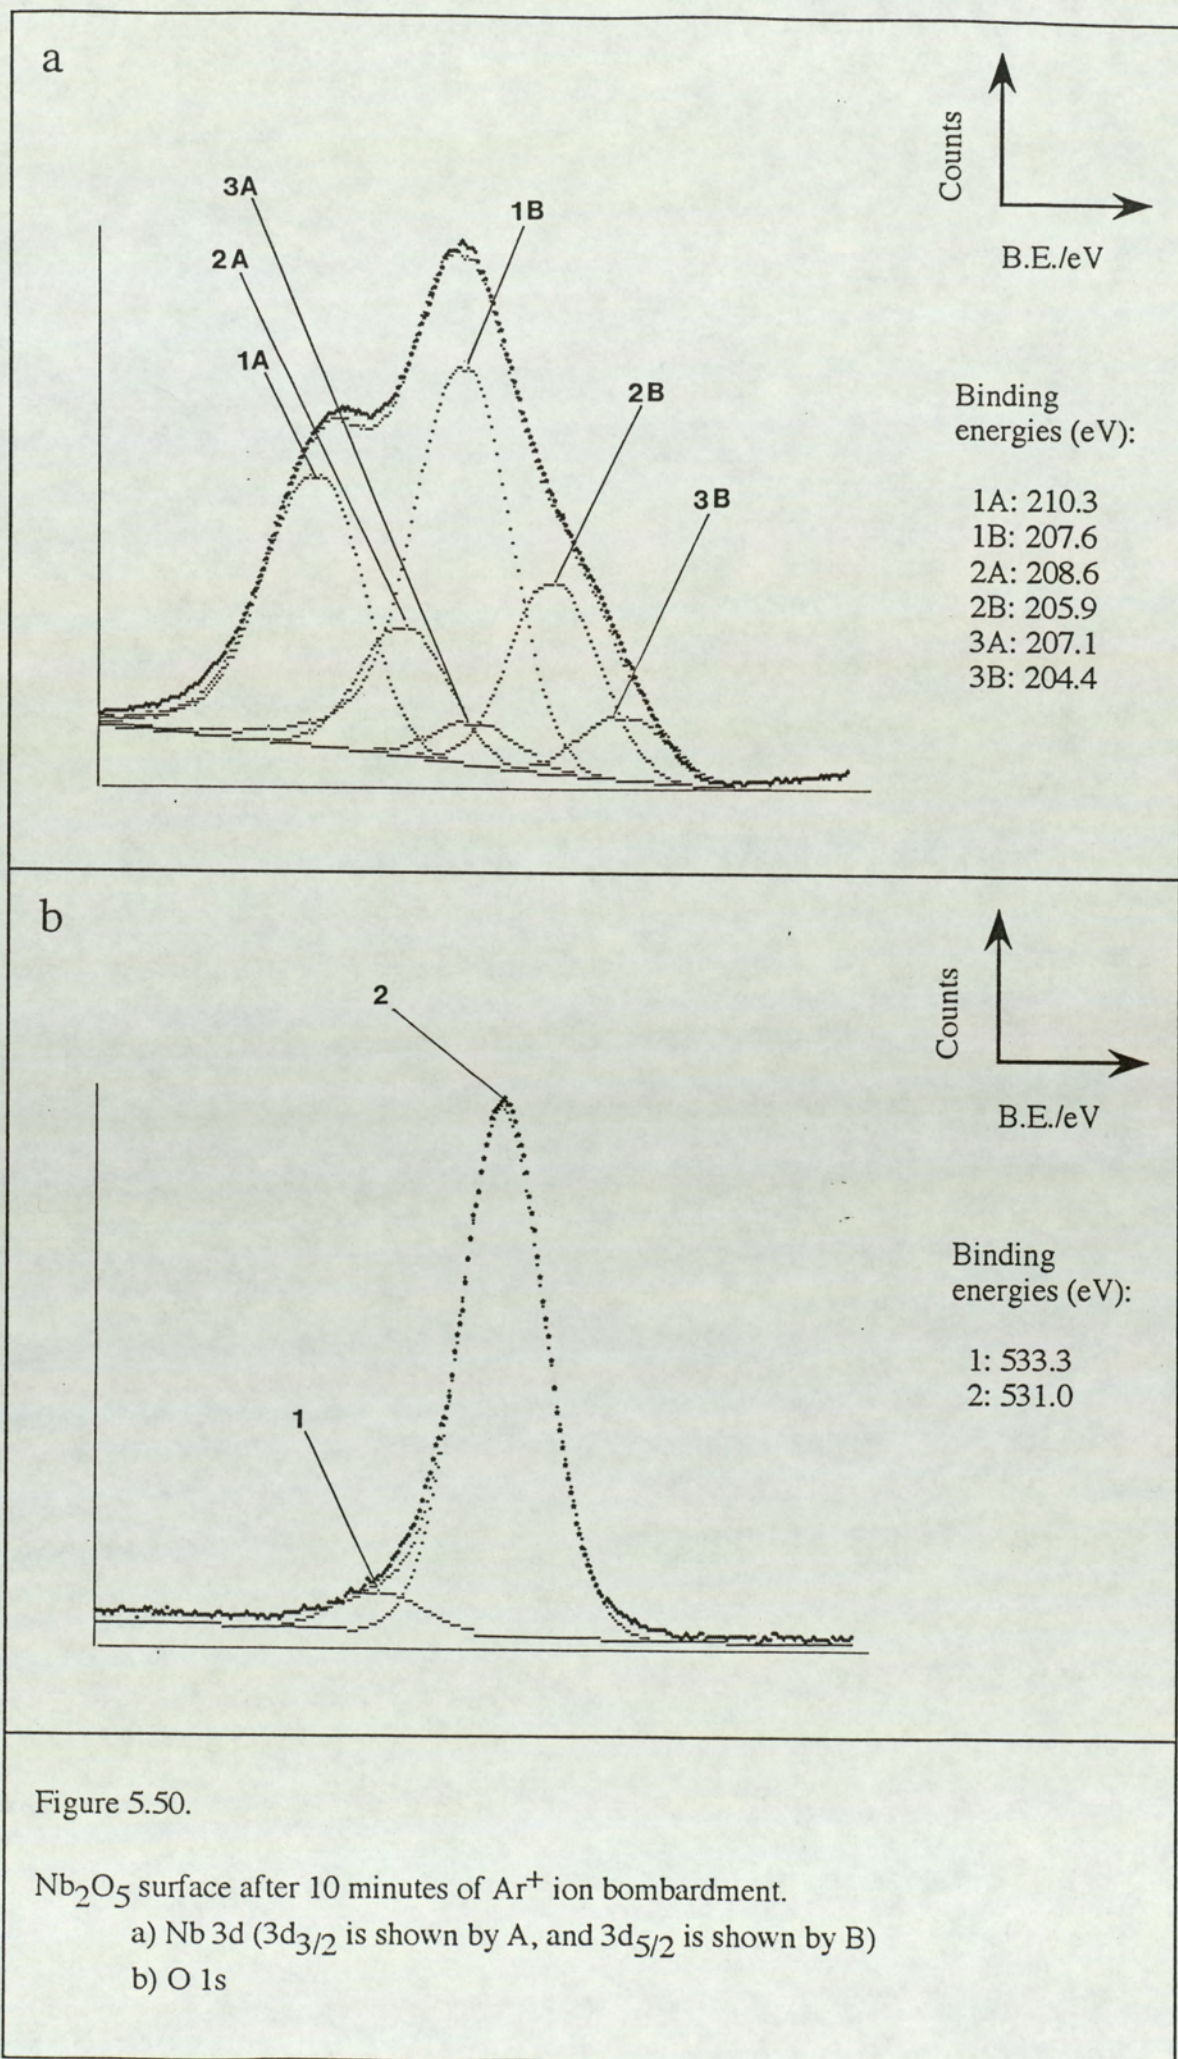 a
Counts
B.E./eV
3A
1B
2A
1A
2B
3B
Binding
energies (eV):
1A: 210.3
1B: 207.6
2A: 208.6
2B: 205.9
3A: 207.1
3B: 204.4
b
Counts
B.E./eV
2
1
Binding
energies (eV):
1: 533.3
2: 531.0
Figure 5.50.
Nb₂O₅ surface after 10 minutes of Ar⁺ ion bombardment.
a) Nb 3d (3d₃/₂ is shown by A, and 3d₅/₂ is shown by B)
b) O 1s